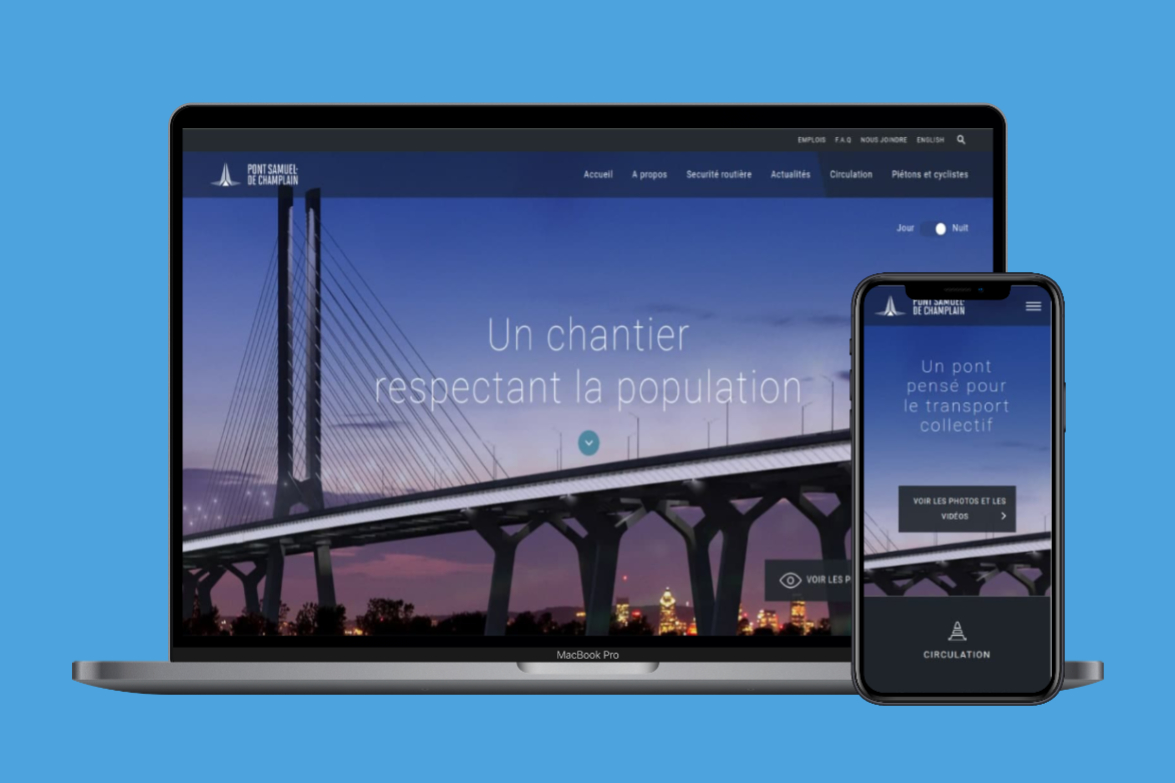 EMPLOIS F.A.Q NOUS JOINDRE ENGLISH
PONT SAMUEL-
DE CHAMPLAIN
Accueil A propos Securité routière Actualités Circulation Piétons et cyclistes
Jour Nuit
Un chantier
respectant la population
VOIR LES P
MacBook Pro
PONT SAMUEL-
DE CHAMPLAIN
Un pont
pensé pour
le transport
collectif
VOIR LES PHOTOS ET LES
VIDÉOS
CIRCULATION